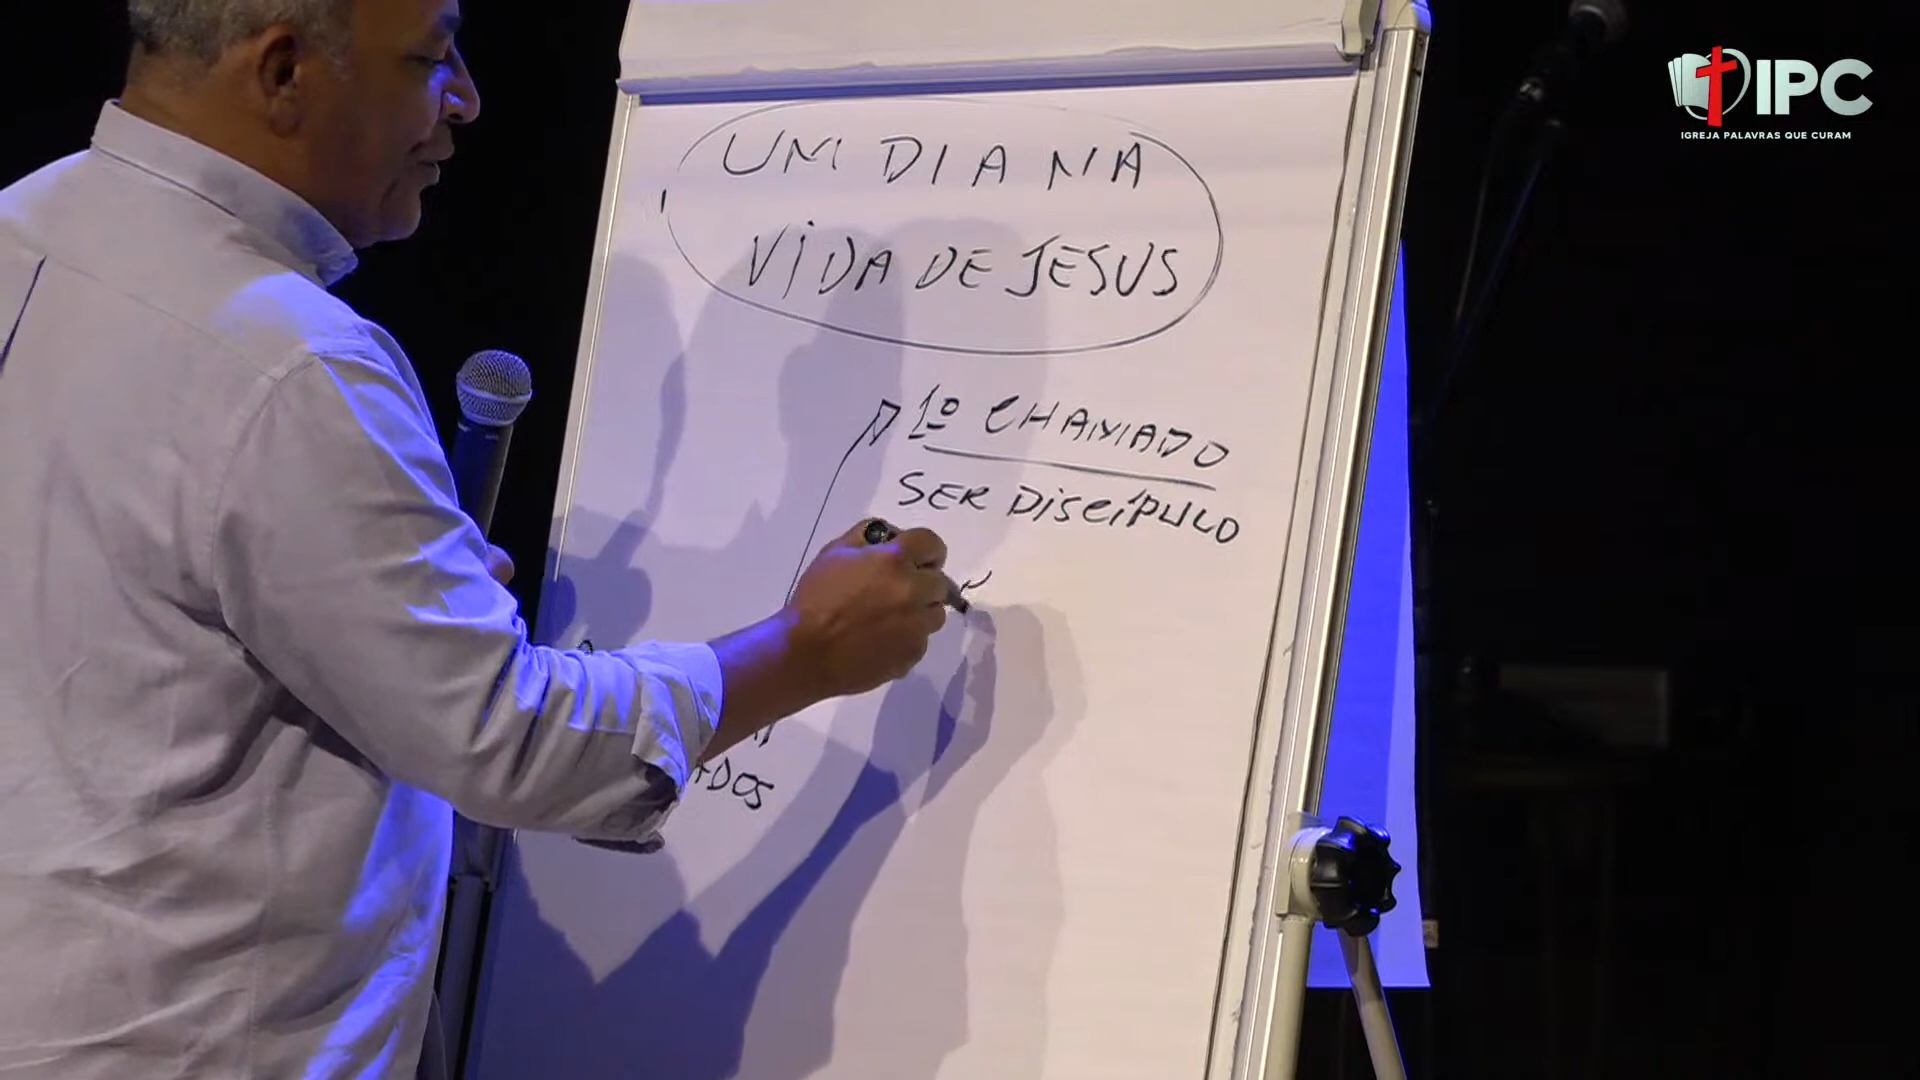 IPC
IGREJA PALAVRAS QUE CURAM
UM DIA NA
VIDA DE JESUS
1º CHAMADO
SER DISCÍPULO